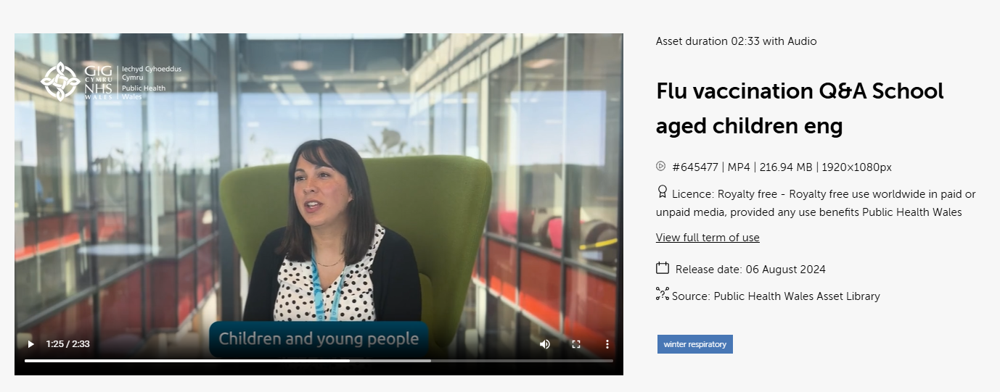 GIG
CYMRU
NHS
WALES
Iechyd Cyhoeddus
Cymru
Public Health
Wales
Children and young people
1:25 / 2:33
Asset duration 02:33 with Audio
Flu vaccination Q&A School
aged children eng
#645477 | MP4 | 216.94 MB | 1920×1080px
Licence: Royalty free - Royalty free use worldwide in paid or
unpaid media, provided any use benefits Public Health Wales
View full term of use
Release date: 06 August 2024
Source: Public Health Wales Asset Library
winter respiratory